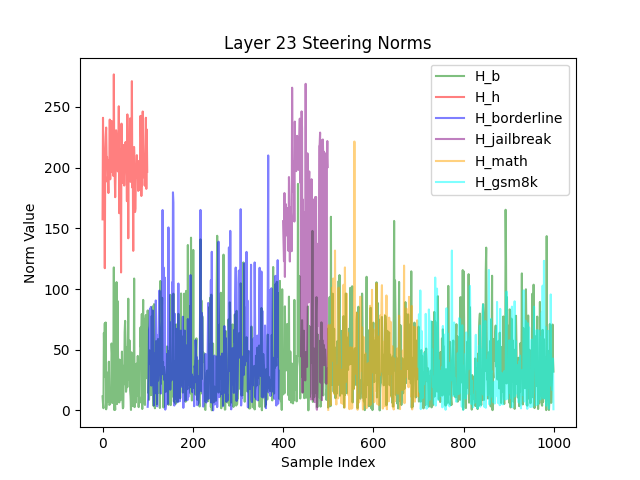 Layer 23 Steering Norms
Norm Value
250
200
150
100
50
0
H_b
H_h
H_borderline
H_jailbreak
H_math
H_gsm8k
0 200 400 600 800 1000
Sample Index